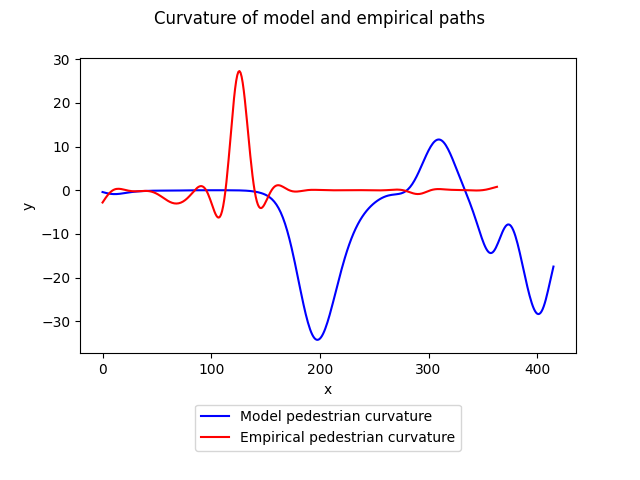 Curvature of model and empirical paths
30
20
10
0
−10
−20
−30
y
0 100 200 300 400
x
Model pedestrian curvature
Empirical pedestrian curvature